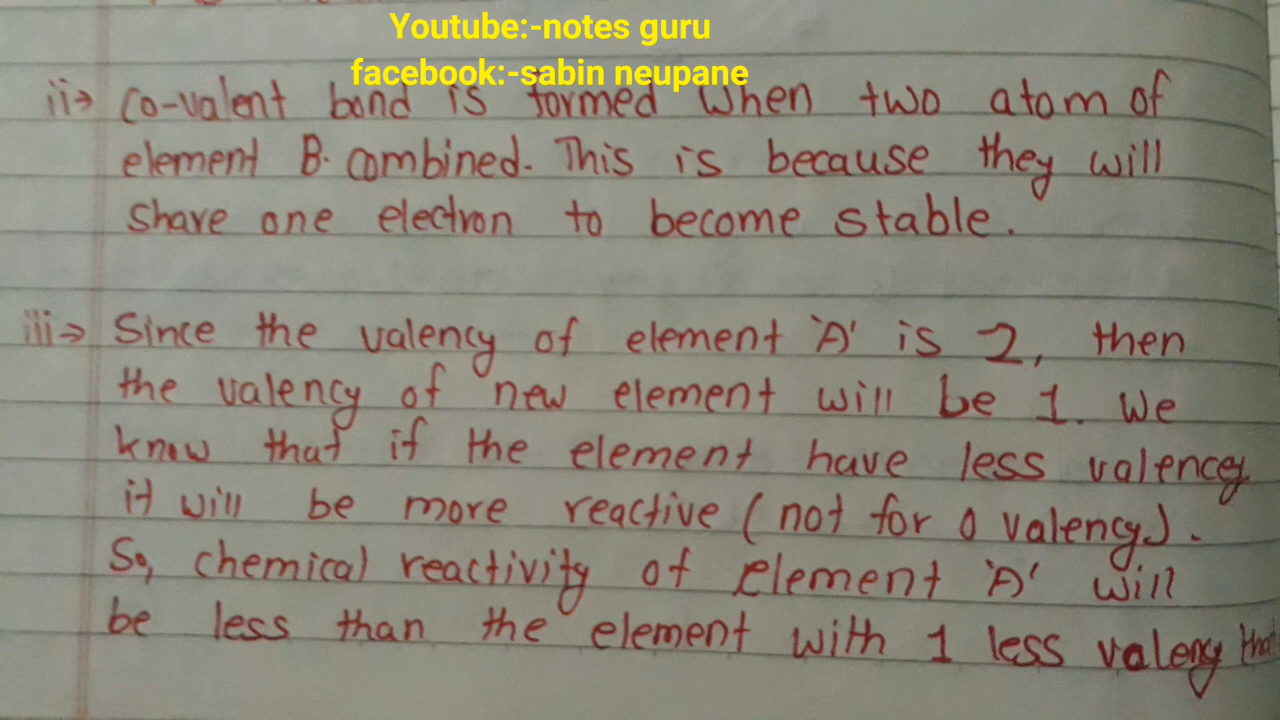 Youtube:-notes guru
facebook:-sabin neupane
ii→ Co-valent bond is formed when two atom of
element B. combined. This is because they will
share one electron to become stable.
iii→ Since the valency of element 'A' is 2, then
the valency of new element will be 1. We
know that if the element have less valency
it will be more reactive (not for 0 valency).
So, chemical reactivity of element 'A' will
be less than the element with 1 less valency that